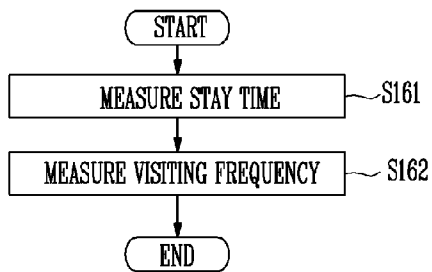 START
MEASURE STAY TIME
S161
MEASURE VISITING FREQUENCY
S162
END